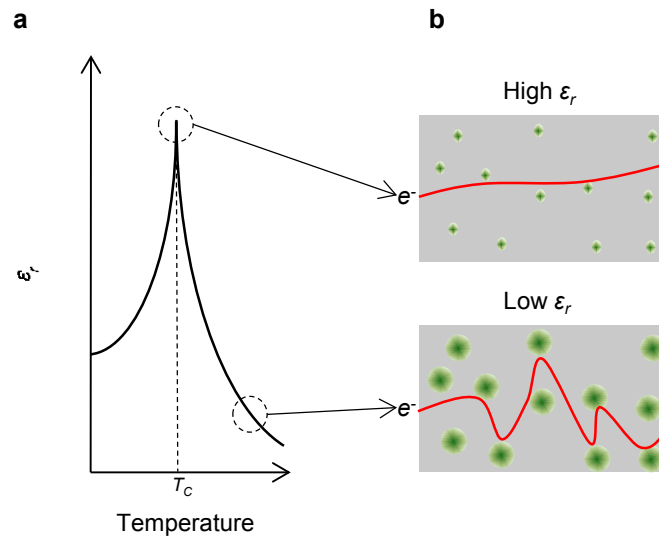 a
b
High εr
εr
e-
Low εr
e-
TC
Temperature